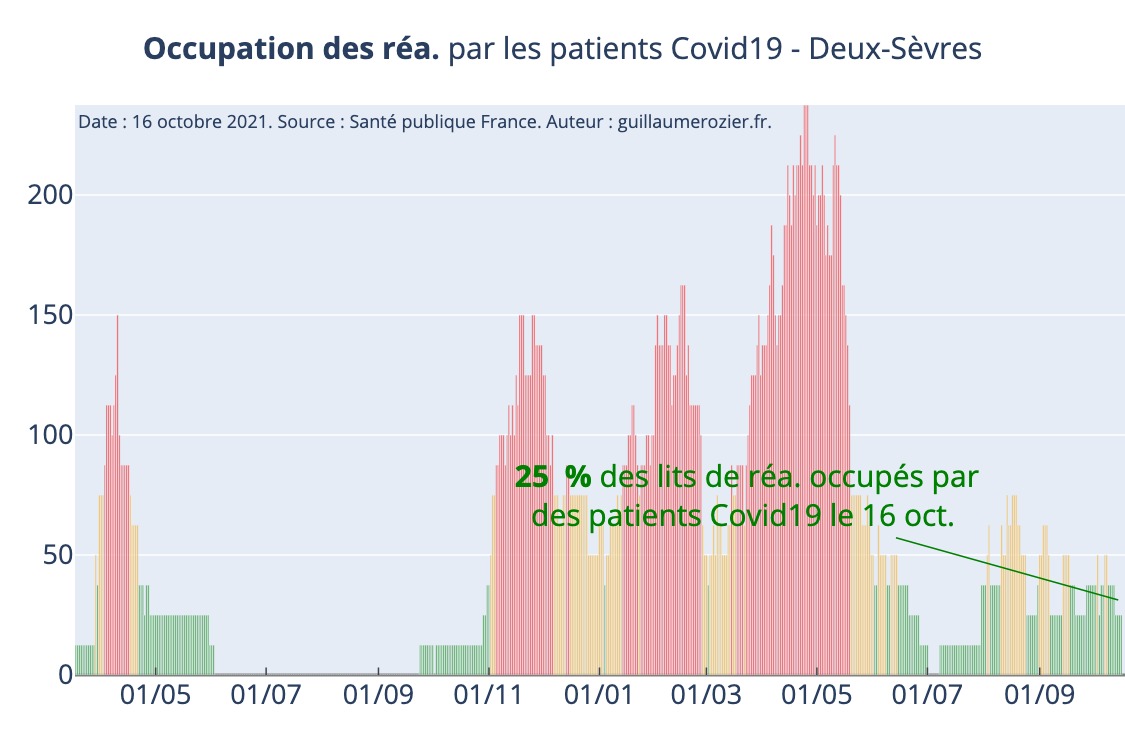 Occupation des réa. par les patients Covid19 - Deux-Sèvres
Date : 16 octobre 2021. Source : Santé publique France. Auteur : guillaumerozier.fr.
200
150
100
25 % des lits de réa. occupés par
des patients Covid19 le 16 oct.
50
0
01/05 01/07 01/09 01/11 01/01 01/03 01/05 01/07 01/09